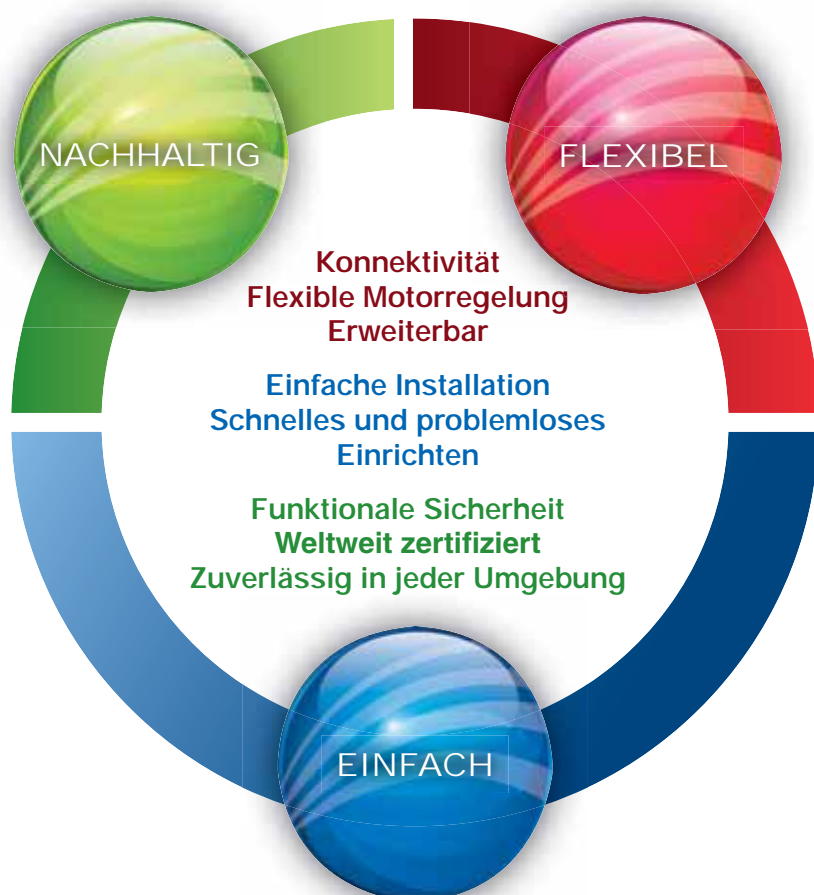 NACHHALTIG
FLEXIBEL
Konnektivität
Flexible Motorregelung
Erweiterbar
Einfache Installation
Schnelles und problemloses
Einrichten
Funktionale Sicherheit
Weltweit zertifiziert
Zuverlässig in jeder Umgebung
EINFACH